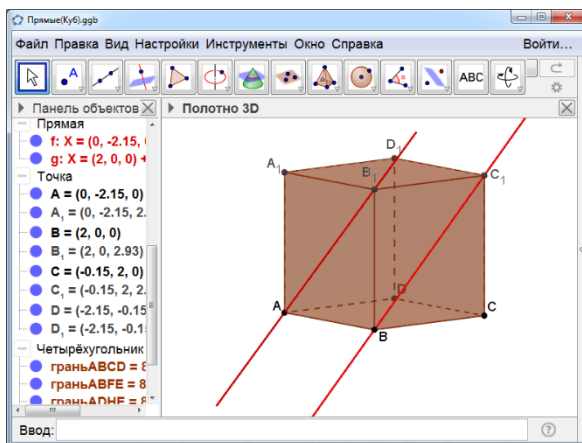 Прямые(Куб).ggb
Файл Правка Вид Настройки Инструменты Окно Справка Войти...
A ABC
Панель объектов
Полотно 3D
Прямая
f: X = (0, -2.15,
g: X = (2, 0, 0) +
Точка
A = (0, -2.15, 0)
A₁ = (0, -2.15, 2.
B = (2, 0, 0)
B₁ = (2, 0, 2.93)
C = (-0.15, 2, 0)
C₁ = (-0.15, 2, 2.
D = (-2.15, -0.15
D₁ = (-2.15, -0.15
Четырёхугольник
граньABCD = 8
граньABFE = 8
граньADHE = 8
D₁
A₁
B₁
C₁
D
A
C
B
Ввод: